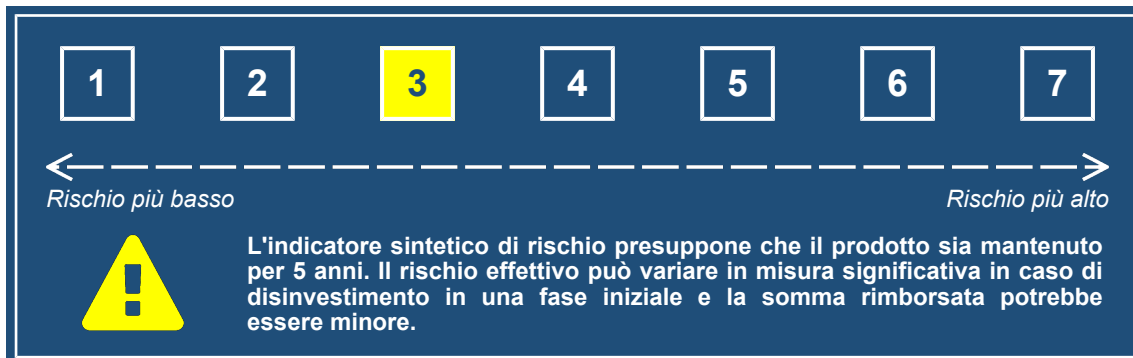 1 2 3 4 5 6 7
Rischio più basso Rischio più alto
L'indicatore sintetico di rischio presuppone che il prodotto sia mantenuto
per 5 anni. Il rischio effettivo può variare in misura significativa in caso di
disinvestimento in una fase iniziale e la somma rimborsata potrebbe
essere minore.